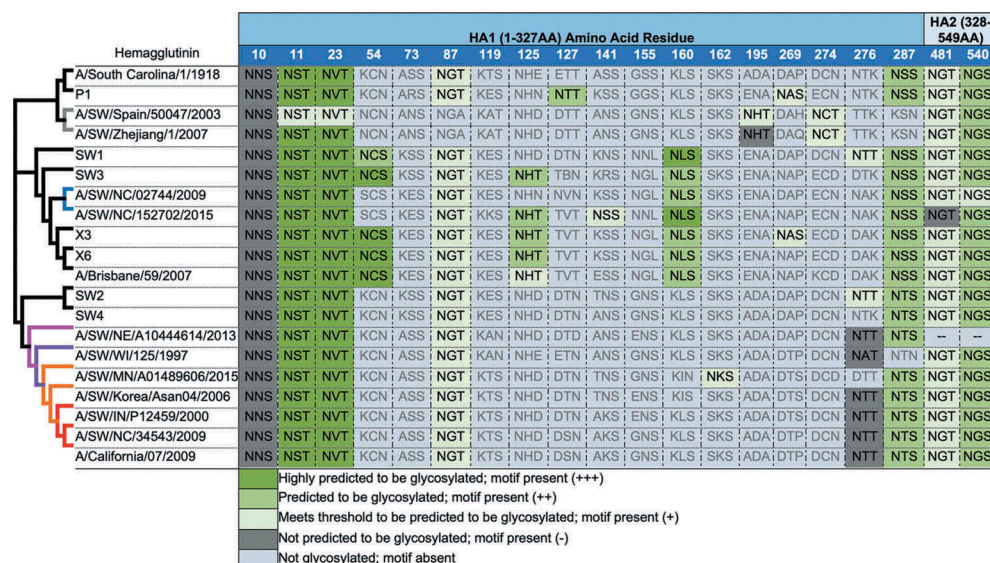 HA1 (1-327AA) Amino Acid Residue HA2 (328-549AA)
Hemagglutinin 10 11 23 54 73 87 119 125 127 141 155 160 162 195 269 274 276 287 481 540
A/South Carolina/1/1918 NNS NST NVT KCN ASS NGT KTS NHE ETT ASS GSS KLS SKS ADA DAP DCN NTK NSS NGT NGS
P1 NNS NST NVT KCN ARS NGT KES NHN NTT KSS GGS KLS SKS ENA NAS ECN NTK NSS NGT NGS
A/SW/Spain/50047/2003 NNS NST NVT NCN ANS NGA KAT NHD DTT ANS GSS KLS SKS NHT DAP NCT TTK KSN NGT NGS
A/SW/Zhejiang/1/2007 NNS NST NVT NCN ANS NGA KAT NHD DTT ANS GSS KLS SKS NHT DAQ NCT TTK KSN NGT NGS
SW1 NNS NST NVT NCS KSS NGT KES NHD DTN KNS NNL NLS SKS ENA DAP DCN NTT NSS NGT NGS
SW3 NNS NST NVT NCS KSS NGT KES NHT TBN KRS NGL NLS SKS ENA DAP ECD DTK NSS NGT NGS
A/SW/NC/02744/2009 NNS NST NVT SCS KES NGT KES NHN NVN KSS NGL NLS SKS ENA NAP ECN NAK NSS NGT NGS
A/SW/NC/152702/2015 NNS NST NVT SCS KES NGT KKS NHT TVT NSS NNL NLS SKS ENA NAP ECN NAK NSS NGT NGS
X3 NNS NST NVT NCS KES NGT KES NHT TVT KSS NGL NLS SKS ENA NAS ECD DAK NSS NGT NGS
X6 NNS NST NVT NCS KES NGT KES NHT TVT KSS NGL NLS SKS ENA NAP ECD DAK NSS NGT NGS
A/Brisbane/59/2007 NNS NST NVT NCS KES NGT KES NHT TVT ESS NGL NLS SKS ENA NAP KCD DAK NSS NGT NGS
SW2 NNS NST NVT KCN KSS NGT KES NHD DTN TNS GNS KLS SKS ADA DAP DCN NTT NTS NGT NGS
SW4 NNS NST NVT KCN KSS NGT KES NHD DTN TNS GNS KLS SKS ADA DAP DCN NTK NTS NGT NGS
A/SW/NE/A10444614/2013 NNS NST NVT KCN ASS NGT KAN NHD DTD ANS ENS KLS SKS ADA DAP DCN NTT NTS -- --
A/SW/WI/125/1997 NNS NST NVT KCN ASS NGT KAN NHE ETN ANS GNS KLS SKS ADA DTP DCN NAT NTN NGT NGS
A/SW/MN/A01489606/2015 NNS NST NVT KCN ASS NGT KNS NHD DTN TNS GNS KIN NKS ADA DTS DCD DTT NTS NGT NGS
A/SW/Korea/Asan04/2006 NNS NST NVT KCN ASS NGT KTS NHD DTN TNS ENS KIS SKS ADA DTP DCN NTT NTS NGT NGS
A/SW/IN/P12459/2000 NNS NST NVT KCN ASS NGT KTS NHD DTN AKS ENS KLS SKS ADA DTS DCN NTT NTS NGT NGS
A/SW/NC/34543/2009 NNS NST NVT KCN ASS NGT KTS NHD DSN AKS GNS KLS SKS ADA DTP DCN NTT NTS NGT NGS
A/California/07/2009 NNS NST NVT KCN ASS NGT KTS NHD DSN AKS GNS KLS SKS ADA DTP DCN NTT NTS NGT NGS
Highly predicted to be glycosylated; motif present (+++)
Predicted to be glycosylated; motif present (++)
Meets threshold to be predicted to be glycosylated; motif present (+)
Not predicted to be glycosylated; motif present (-)
Not glycosylated; motif absent